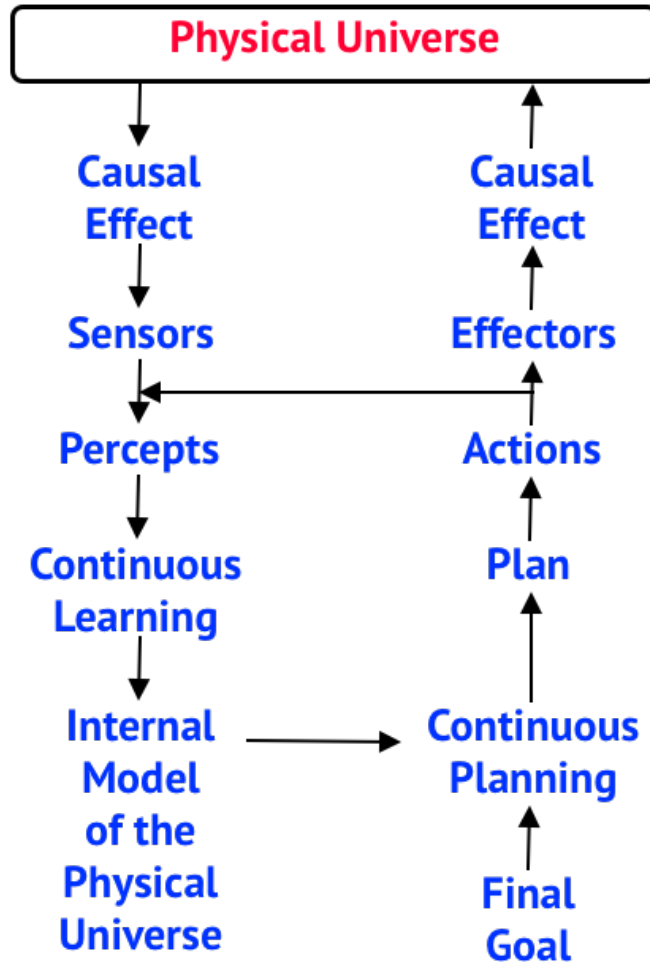 Physical Universe
Causal
Effect
Sensors
Percepts
Continuous
Learning
Internal
Model
of the
Physical
Universe
Causal
Effect
Effectors
Actions
Plan
Continuous
Planning
Final
Goal